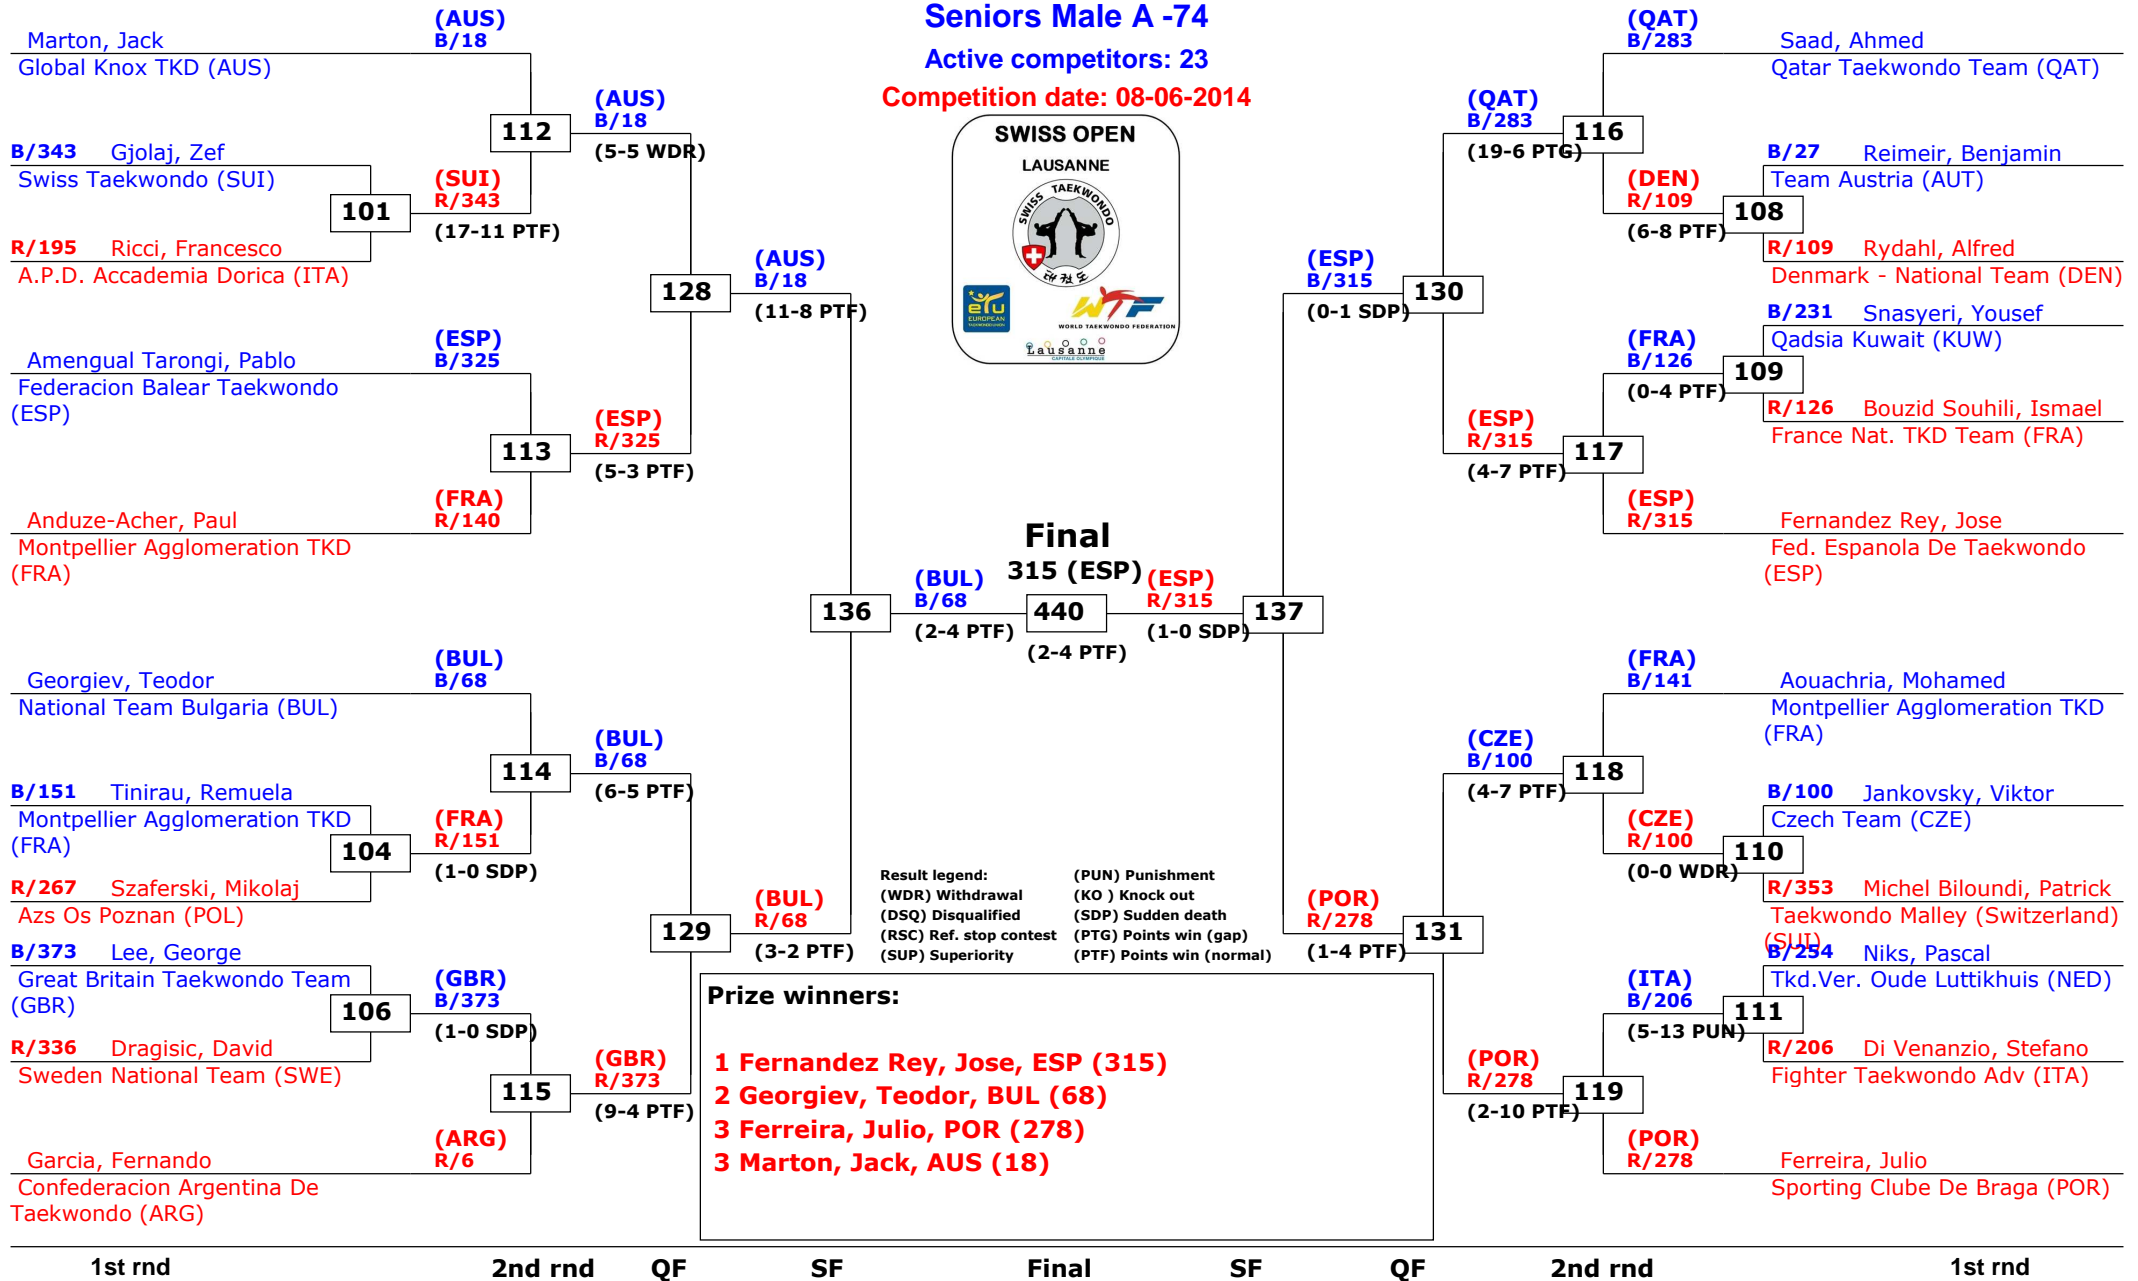 Seniors Male A -74
Active competitors: 23
Competition date: 08-06-2014
SWISS OPEN
LAUSANNE
SWISS TAEKWONDO
태권도
etu
EUROPEAN
TAEKWONDO UNION
WTF
WORLD TAEKWONDO FEDERATION
Lausanne
CAPITALE OLYMPIQUE
Marton, Jack
Global Knox TKD (AUS)
(AUS)
B/18
B/343 Gjolaj, Zef
Swiss Taekwondo (SUI)
101
R/195 Ricci, Francesco
A.P.D. Accademia Dorica (ITA)
(SUI)
R/343
(17-11 PTF)
112
(AUS)
B/18
(5-5 WDR)
Amengual Tarongi, Pablo
Federacion Balear Taekwondo
(ESP)
(ESP)
B/325
113
Anduze-Acher, Paul
Montpellier Agglomeration TKD
(FRA)
(FRA)
R/140
(ESP)
R/325
(5-3 PTF)
128
(AUS)
B/18
(11-8 PTF)
Georgiev, Teodor
National Team Bulgaria (BUL)
(BUL)
B/68
B/151 Tinirau, Remuela
Montpellier Agglomeration TKD
(FRA)
104
R/267 Szaferski, Mikolaj
Azs Os Poznan (POL)
(FRA)
R/151
(1-0 SDP)
114
(BUL)
B/68
(6-5 PTF)
B/373 Lee, George
Great Britain Taekwondo Team
(GBR)
106
R/336 Dragisic, David
Sweden National Team (SWE)
(GBR)
B/373
(1-0 SDP)
115
Garcia, Fernando
Confederacion Argentina De
Taekwondo (ARG)
(ARG)
R/6
(GBR)
R/373
(9-4 PTF)
129
(BUL)
R/68
(3-2 PTF)
136
(BUL)
B/68
(2-4 PTF)
Final
315 (ESP)
440
(2-4 PTF)
(ESP)
R/315
(1-0 SDP)
137
(ESP)
B/315
(0-1 SDP)
130
(QAT)
B/283
(19-6 PTG)
116
(QAT)
B/283
Saad, Ahmed
Qatar Taekwondo Team (QAT)
B/27 Reimeir, Benjamin
Team Austria (AUT)
(DEN)
R/109
(6-8 PTF)
108
R/109 Rydahl, Alfred
Denmark - National Team (DEN)
B/231 Snasyeri, Yousef
Qadsia Kuwait (KUW)
(FRA)
B/126
(0-4 PTF)
109
R/126 Bouzid Souhili, Ismael
France Nat. TKD Team (FRA)
(ESP)
R/315
(4-7 PTF)
117
(ESP)
R/315
Fernandez Rey, Jose
Fed. Espanola De Taekwondo
(ESP)
(FRA)
B/141
Aouachria, Mohamed
Montpellier Agglomeration TKD
(FRA)
(CZE)
B/100
(4-7 PTF)
118
B/100 Jankovsky, Viktor
Czech Team (CZE)
(CZE)
R/100
(0-0 WDR)
110
R/353 Michel Biloundi, Patrick
Taekwondo Malley (Switzerland)
(SUI)
B/254 Niks, Pascal
Tkd.Ver. Oude Luttikhuis (NED)
(ITA)
B/206
(5-13 PUN)
111
R/206 Di Venanzio, Stefano
Fighter Taekwondo Adv (ITA)
(POR)
R/278
(1-4 PTF)
131
(POR)
R/278
(2-10 PTF)
119
(POR)
R/278
Ferreira, Julio
Sporting Clube De Braga (POR)
Result legend:
(WDR) Withdrawal
(DSQ) Disqualified
(RSC) Ref. stop contest
(SUP) Superiority
(PUN) Punishment
(KO ) Knock out
(SDP) Sudden death
(PTG) Points win (gap)
(PTF) Points win (normal)
Prize winners:
1 Fernandez Rey, Jose, ESP (315)
2 Georgiev, Teodor, BUL (68)
3 Ferreira, Julio, POR (278)
3 Marton, Jack, AUS (18)
1st rnd 2nd rnd QF SF Final SF QF 2nd rnd 1st rnd